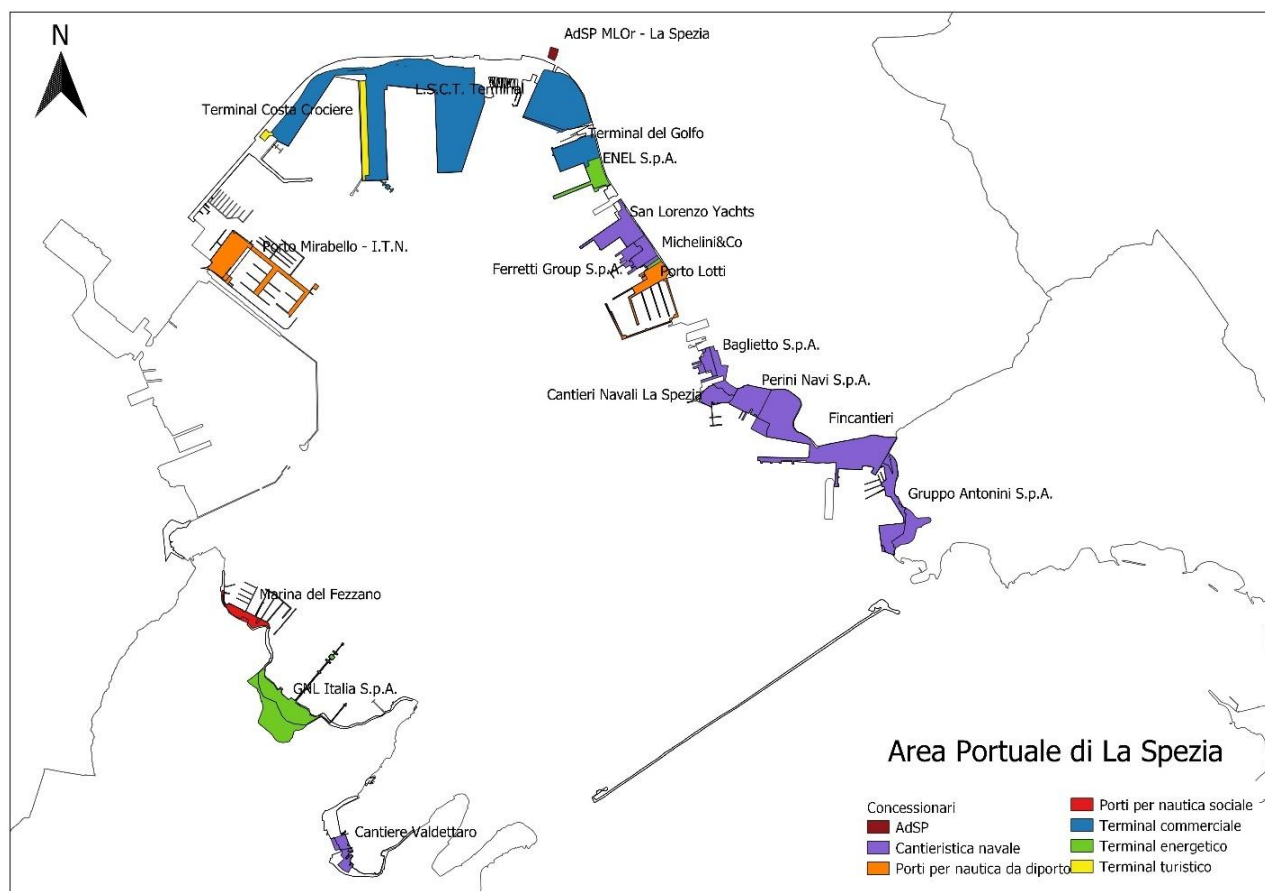 N
AdSP MLOr - La Spezia
L.S.C.T. Terminal
Terminal Costa Crociere
Terminal del Golfo
ENEL S.p.A.
San Lorenzo Yachts
Michelini&Co
Porto Mirabello - I.T.N.
Ferretti Group S.p.A.
Porto Lotti
Baglietto S.p.A.
Perini Navi S.p.A.
Cantieri Navali La Spezia
Fincantieri
Gruppo Antonini S.p.A.
Marina del Fezzano
GNL Italia S.p.A.
Cantiere Valdettaro
Area Portuale di La Spezia
Concessionari
AdSP
Cantieristica navale
Porti per nautica da diporto
Porti per nautica sociale
Terminal commerciale
Terminal energetico
Terminal turistico